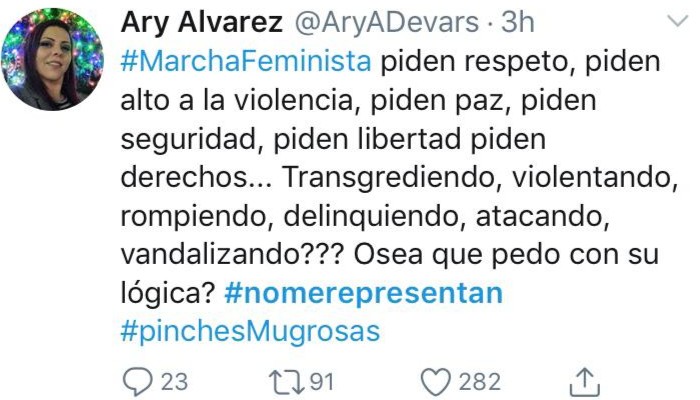 Ary Alvarez @AryADevars · 3h
#MarchaFeminista piden respeto, piden
alto a la violencia, piden paz, piden
seguridad, piden libertad piden
derechos... Transgrediendo, violentando,
rompiendo, delinquiendo, atacando,
vandalizando??? Osea que pedo con su
lógica? #nomerepresentan
#pinchesMugrosas
23 91 282